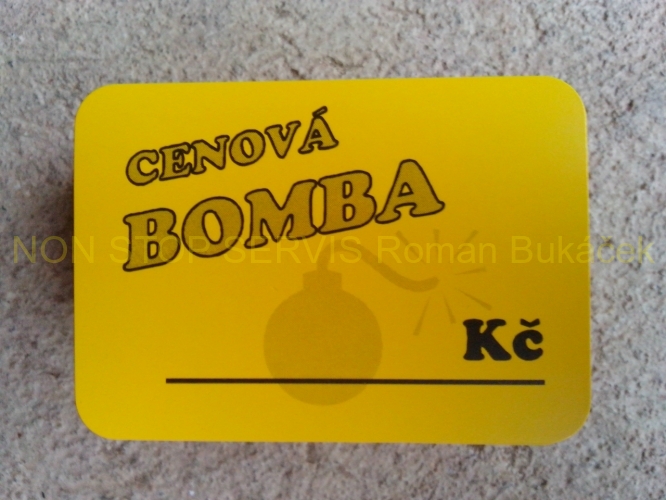 CENOVÁ
BOMBA
NON STOP SERVIS Roman Bukáček
Kč